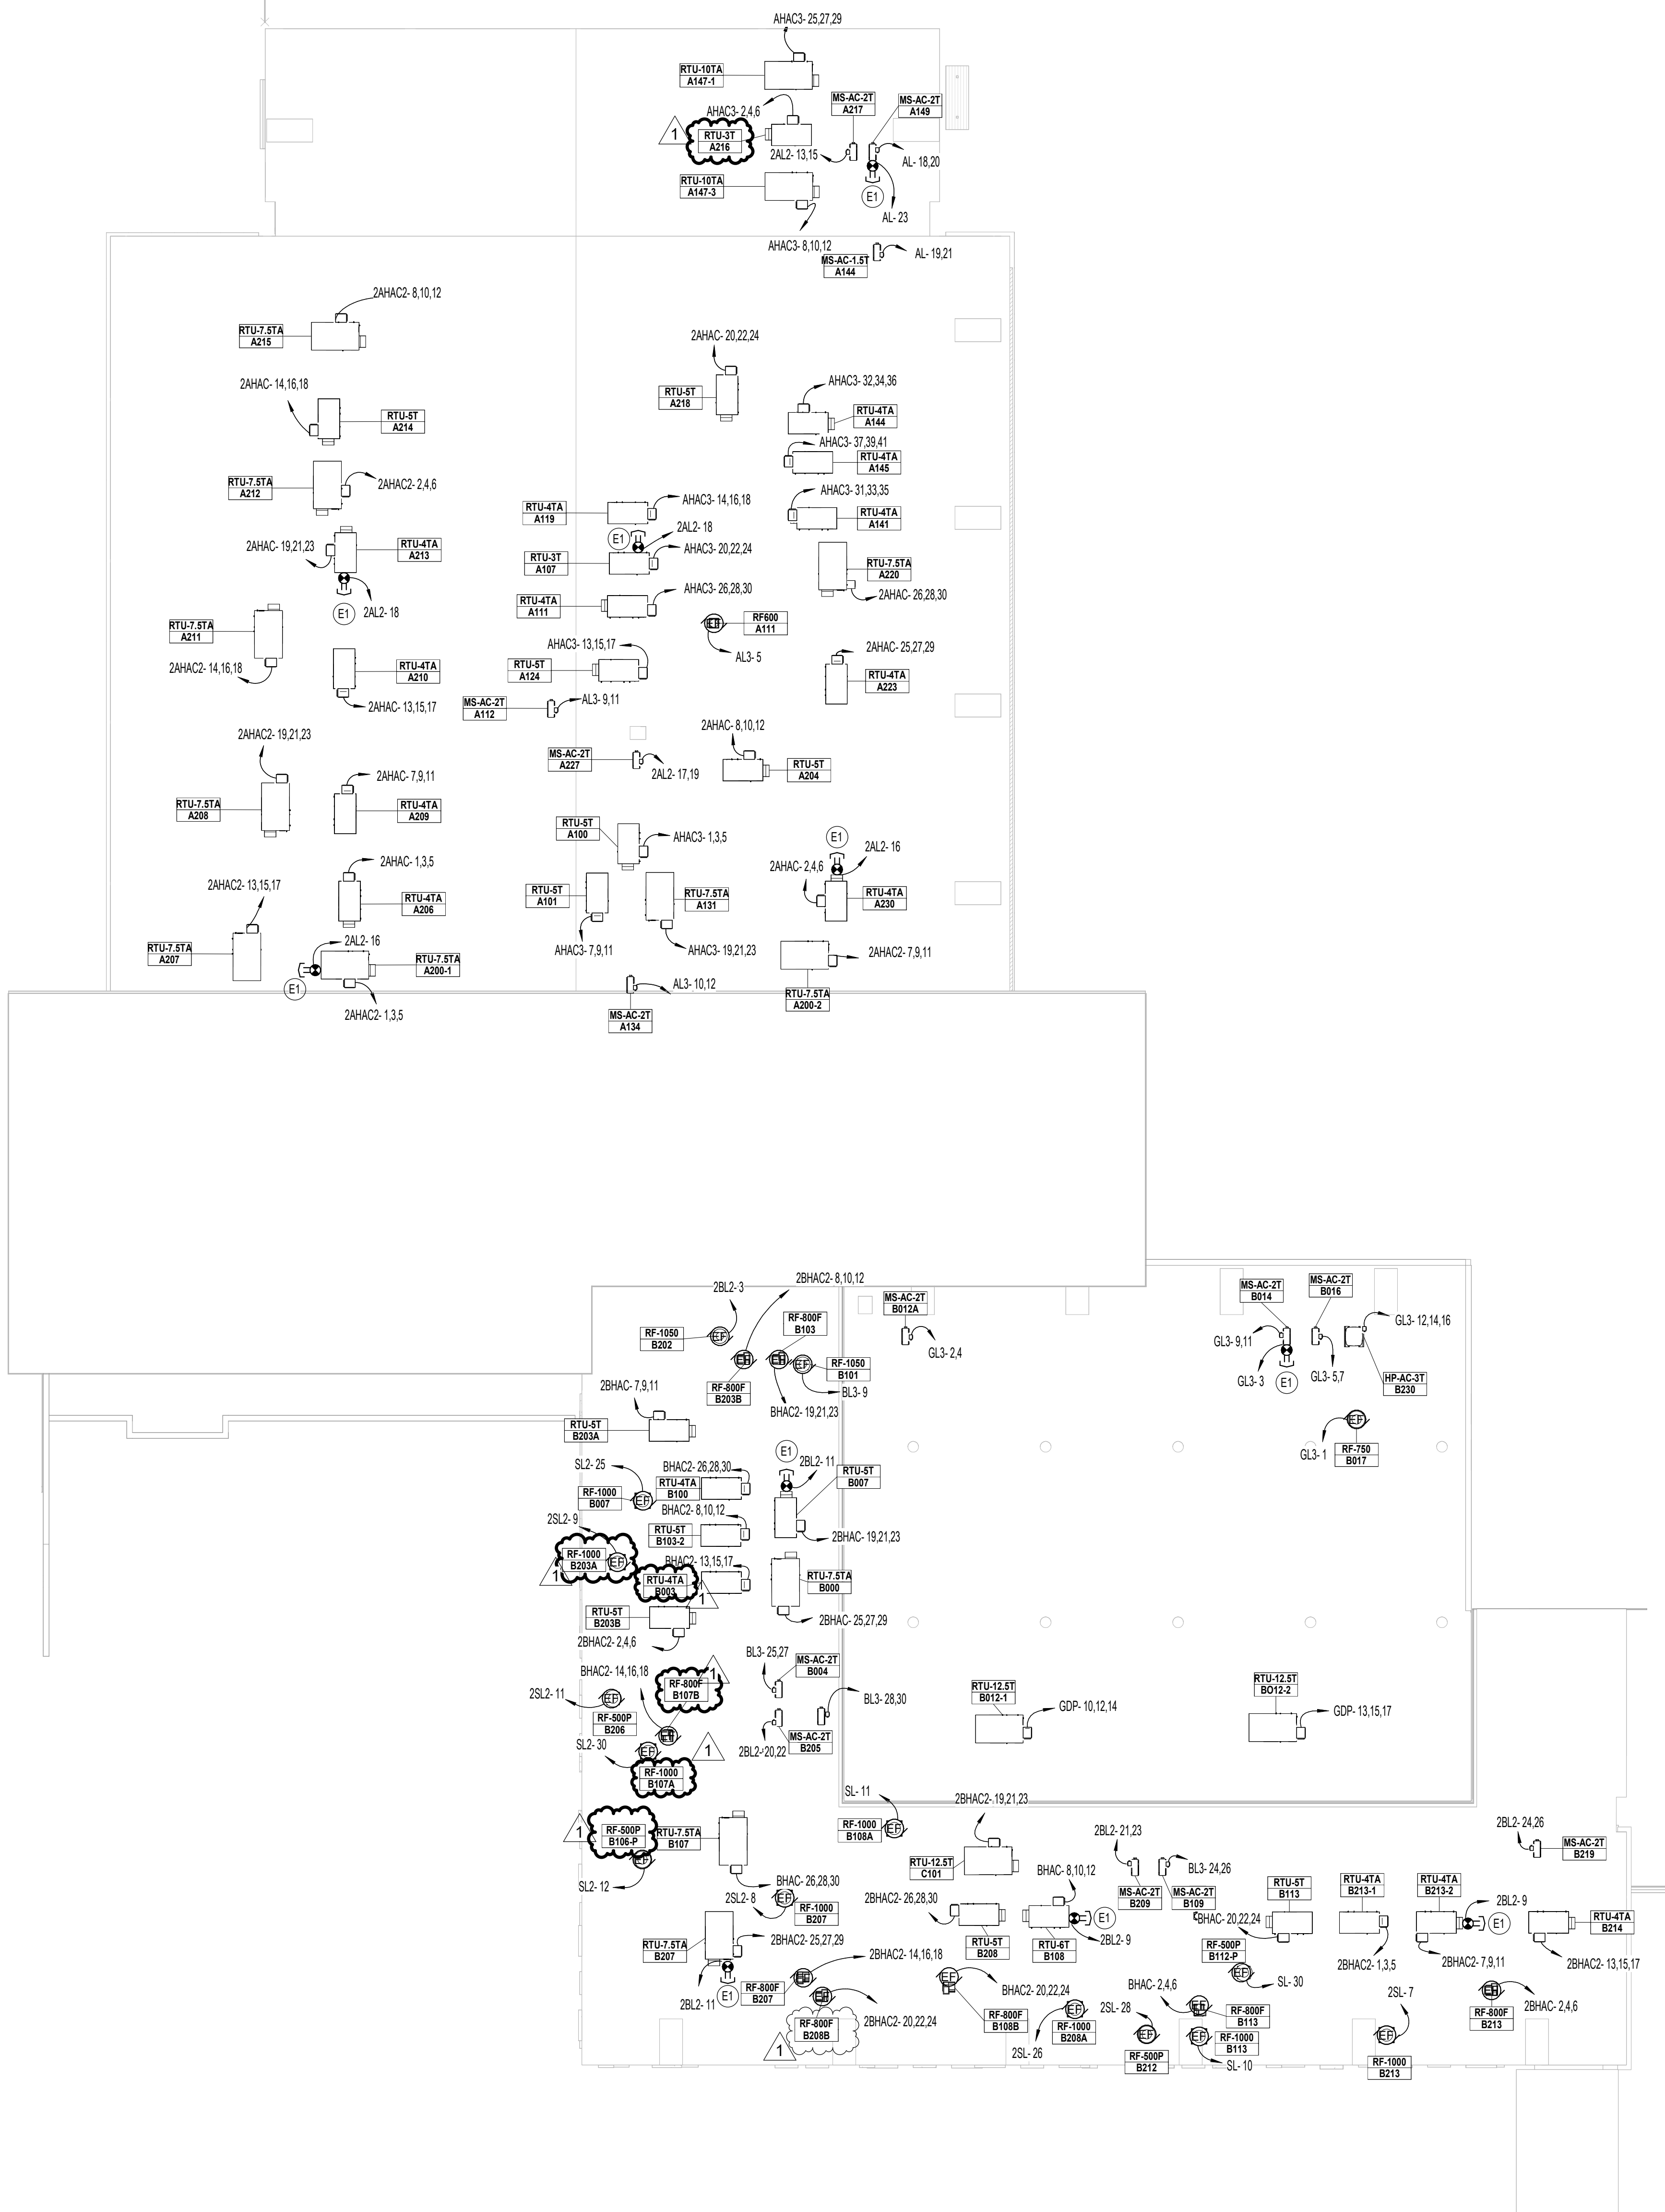 AHAC3- 25,27,29
RTU-10TA
A147-1
MS-AC-2T
A217
MS-AC-2T
A149
AHAC3- 2,4,6
1
RTU-3T
A216
2AL2- 13,15
AL- 18,20
RTU-10TA
A147-3
E1
AL- 23
AHAC3- 8,10,12
MS-AC-1.5T
A144
AL- 19,21
2AHAC2- 8,10,12
RTU-7.5TA
A215
2AHAC- 20,22,24
2AHAC- 14,16,18
RTU-5T
A218
AHAC3- 32,34,36
RTU-5T
A214
RTU-4TA
A144
AHAC3- 37,39,41
RTU-4TA
A145
RTU-7.5TA
A212
2AHAC2- 2,4,6
AHAC3- 14,16,18
AHAC3- 31,33,35
RTU-4TA
A119
RTU-4TA
A141
2AL2- 18
E1
2AHAC- 19,21,23
RTU-4TA
A213
AHAC3- 20,22,24
RTU-3T
A107
RTU-7.5TA
A220
AHAC3- 26,28,30
2AHAC- 26,28,30
RTU-4TA
A111
E1
2AL2- 18
EF
RF600
A111
RTU-7.5TA
A211
AHAC3- 13,15,17
AL3- 5
2AHAC- 25,27,29
2AHAC2- 14,16,18
RTU-4TA
A210
RTU-5T
A124
RTU-4TA
A223
2AHAC- 13,15,17
MS-AC-2T
A112
AL3- 9,11
2AHAC2- 19,21,23
2AHAC- 8,10,12
MS-AC-2T
A227
2AL2- 17,19
RTU-5T
A204
2AHAC- 7,9,11
RTU-7.5TA
A208
RTU-4TA
A209
RTU-5T
A100
AHAC3- 1,3,5
E1
2AL2- 16
2AHAC- 1,3,5
2AHAC- 2,4,6
2AHAC2- 13,15,17
RTU-4TA
A206
RTU-5T
A101
RTU-7.5TA
A131
RTU-4TA
A230
RTU-7.5TA
A207
2AL2- 16
RTU-7.5TA
A200-1
AHAC3- 7,9,11
AHAC3- 19,21,23
2AHAC2- 7,9,11
E1
AL3- 10,12
RTU-7.5TA
A200-2
2AHAC2- 1,3,5
MS-AC-2T
A134
2BHAC2- 8,10,12
2BL2- 3
MS-AC-2T
B012A
MS-AC-2T
B014
MS-AC-2T
B016
RF-1050
B202
EF
RF-800F
B103
GL3- 12,14,16
GL3- 9,11
GL3- 2,4
EF
EF
EF
RF-1050
B101
GL3- 3
E1
GL3- 5,7
HP-AC-3T
B230
RF-800F
B203B
BL3- 9
2BHAC- 7,9,11
BHAC2- 19,21,23
RTU-5T
B203A
EF
GL3- 1
RF-750
B017
E1
SL2- 25
BHAC2- 26,28,30
2BL2- 11
RTU-4TA
B100
RTU-5T
B007
RF-1000
B007
EF
BHAC2- 8,10,12
2SL2- 9
RTU-5T
B103-2
2BHAC- 19,21,23
RF-1000
B203A
EF
1
BHAC2- 13,15,17
RTU-4TA
B003
1
RTU-7.5TA
B000
RTU-5T
B203B
2BHAC- 25,27,29
2BHAC2- 2,4,6
BL3- 25,27
MS-AC-2T
B004
BHAC2- 14,16,18
1
RF-800F
B107B
2SL2- 11
EF
RF-500P
B206
BL3- 28,30
RTU-12.5T
B012-1
RTU-12.5T
BO12-2
GDP- 10,12,14
GDP- 13,15,17
EF
SL2- 30
EF
1
2BL2- 20,22
MS-AC-2T
B205
RF-1000
B107A
SL- 11
2BHAC2- 19,21,23
1
RF-500P
B106-P
RTU-7.5TA
B107
RF-1000
B108A
EF
2BL2- 21,23
2BL2- 24,26
MS-AC-2T
B219
EF
SL2- 12
RTU-12.5T
C101
BL3- 24,26
BHAC- 8,10,12
BHAC- 26,28,30
2SL2- 8
EF
RF-1000
B207
2BHAC2- 26,28,30
MS-AC-2T
B209
MS-AC-2T
B109
RTU-5T
B113
RTU-4TA
B213-1
RTU-4TA
B213-2
2BL2- 9
E1
BHAC- 20,22,24
E1
RTU-4TA
B214
RTU-7.5TA
B207
2BHAC2- 25,27,29
RTU-5T
B208
RTU-6T
B108
2BL2- 9
RF-500P
B112-P
2BHAC2- 1,3,5
2BHAC2- 7,9,11
2BHAC2- 13,15,17
2BHAC2- 14,16,18
EF
EF
EF
SL- 30
2BL2- 11
E1
RF-800F
B207
BHAC2- 20,22,24
BHAC- 2,4,6
2SL- 7
EF
2BHAC- 2,4,6
EF
RF-800F
B208B
2BHAC2- 20,22,24
1
RF-800F
B108B
EF
RF-1000
B208A
2SL- 26
2SL- 28
EF
RF-800F
B113
RF-800F
B213
EF
RF-500P
B212
EF
RF-1000
B113
SL- 10
EF
RF-1000
B213